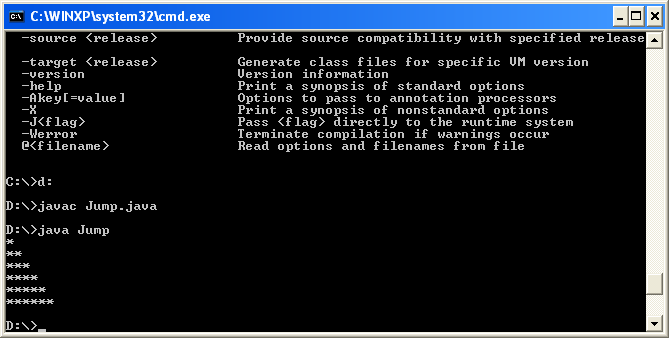 C:\WINXP\system32\cmd.exe
-source <release> Provide source compatibility with specified release
-target <release> Generate class files for specific VM version
-version Version information
-help Print a synopsis of standard options
-Akey[=value] Options to pass to annotation processors
-X Print a synopsis of nonstandard options
-J<flag> Pass <flag> directly to the runtime system
-Werror Terminate compilation if warnings occur
@<filename> Read options and filenames from file
C:\>d:
D:\>javac Jump.java
D:\>java Jump
*
**
***
****
*****
******
D:\>_